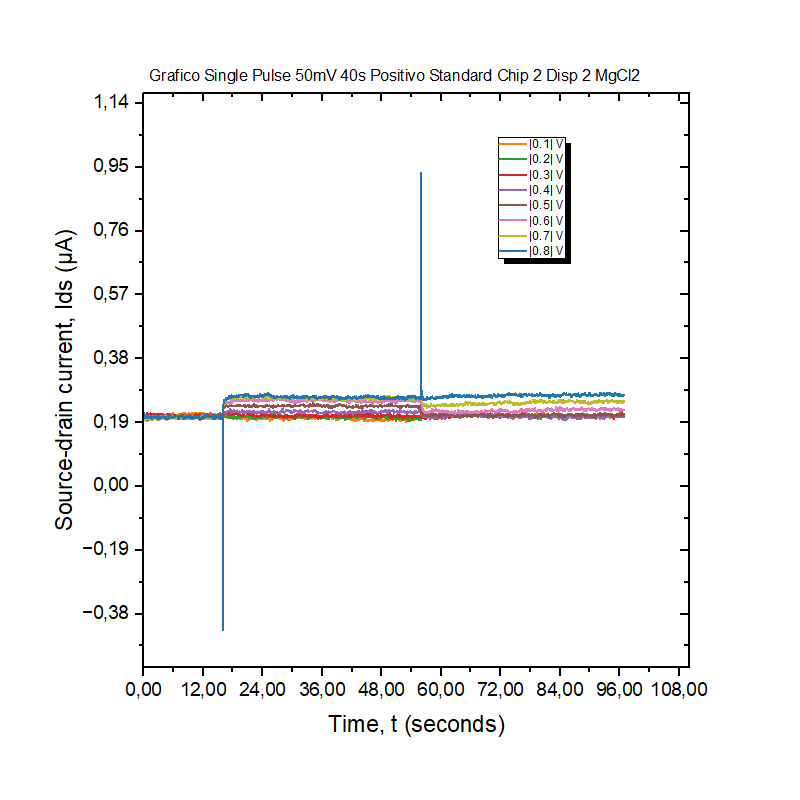 Grafico Single Pulse 50mV 40s Positivo Standard Chip 2 Disp 2 MgCl2
1,14
0,95
0,76
0,57
0,38
0,19
0,00
−0,19
−0,38
Source-drain current, Ids (µA)
|0.1| V
|0.2| V
|0.3| V
|0.4| V
|0.5| V
|0.6| V
|0.7| V
|0.8| V
0,00 12,00 24,00 36,00 48,00 60,00 72,00 84,00 96,00 108,00
Time, t (seconds)